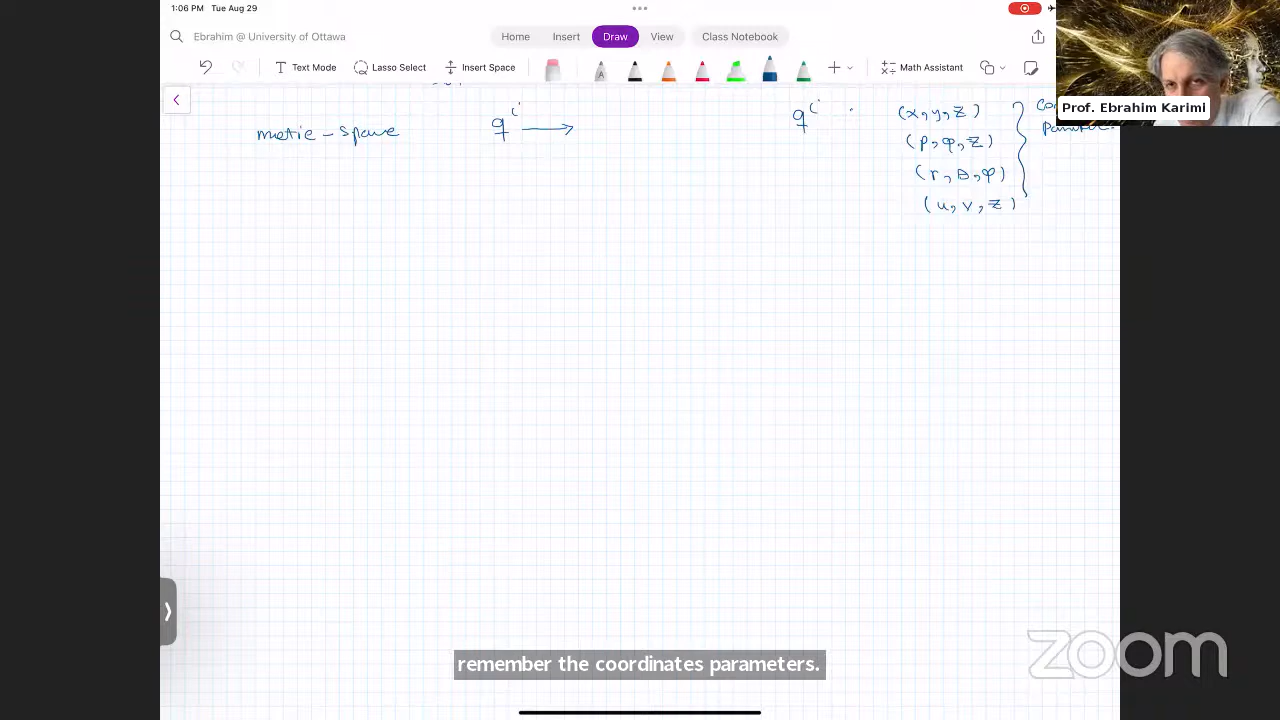 1:06 PM Tue Aug 29
Ebrahim @ University of Ottawa
Home Insert Draw View Class Notebook
Text Mode Lasso Select Insert Space Math Assistant
Prof. Ebrahim Karimi
metic-space q^i → q^i : (x, y, z)
(ρ, φ, z)
(r, θ, φ)
(u, v, z)
remember the coordinates parameters.
zoom